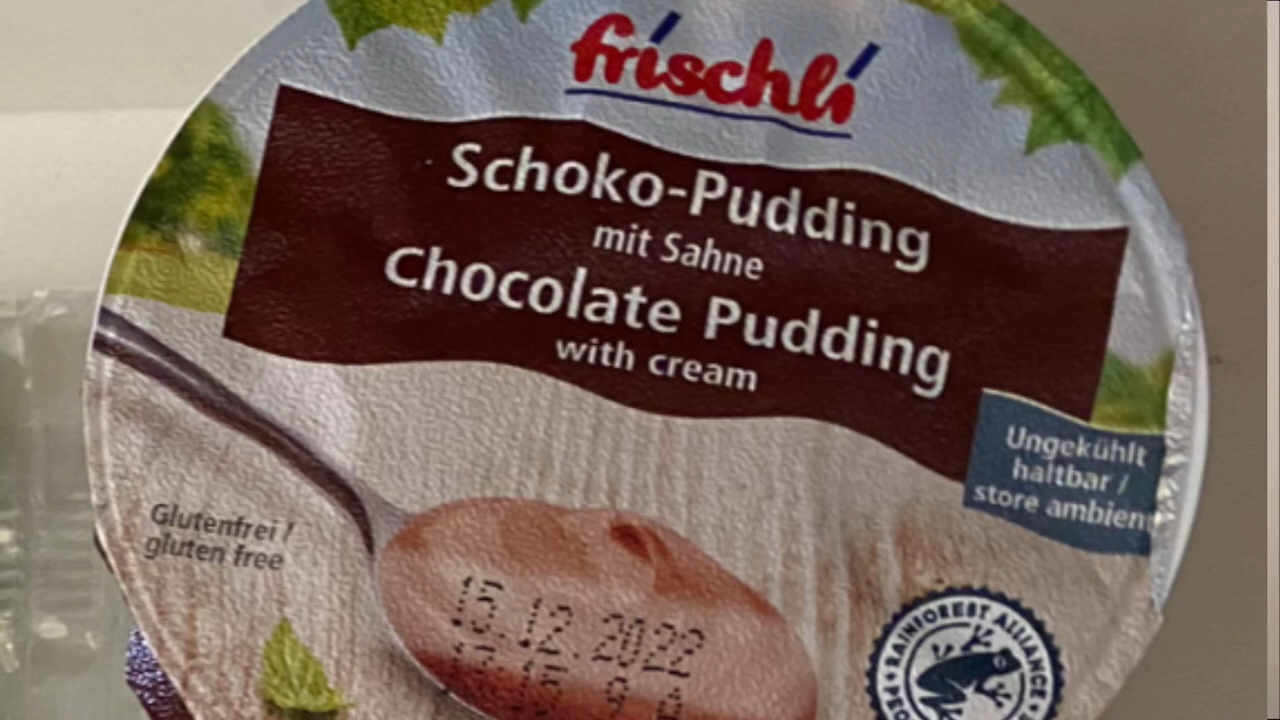 frischli
Schoko-Pudding
mit Sahne
Chocolate Pudding
with cream
Ungekühlt
haltbar /
store ambient
Glutenfrei /
gluten free
15.12.2022
RAINFOREST ALLIANCE